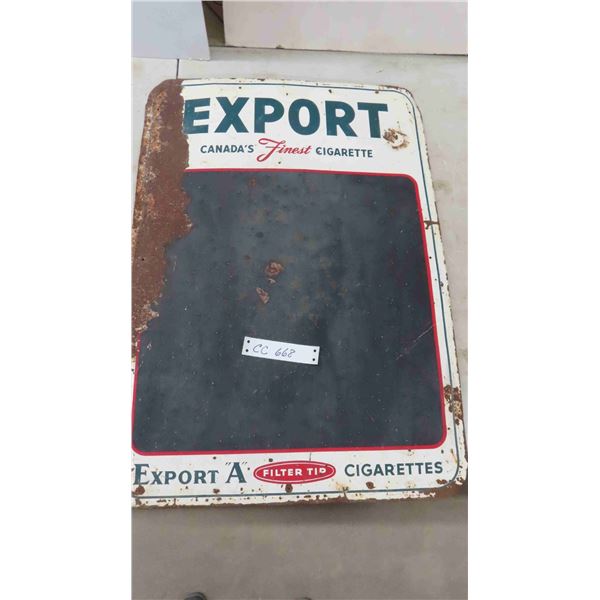 EXPORT
CANADA'S Finest CIGARETTE
CC 668
EXPORT "A" FILTER TIP CIGARETTES